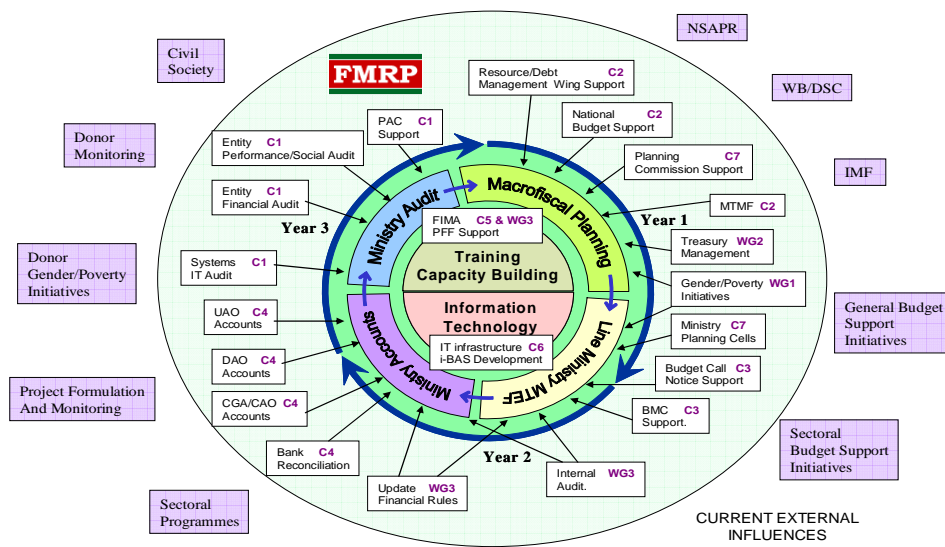 NSAPR
Civil
Society
FMRP
Resource/Debt C2
Management Wing Support
WB/DSC
National C2
Budget Support
PAC C1
Support
Donor
Monitoring
Entity C1
Performance/Social Audit
Planning C7
Commission Support
IMF
Entity C1
Financial Audit
Ministry Audit
Macrofiscal Planning
MTMF C2
Year 3
Year 1
FIMA C5 & WG3
PFF Support
Treasury WG2
Management
Donor
Gender/Poverty
Initiatives
Systems C1
IT Audit
Training
Capacity Building
Gender/Poverty WG1
Initiatives
General Budget
Support
Initiatives
UAO C4
Accounts
Information
Technology
Ministry C7
Planning Cells
DAO C4
Accounts
IT infrastructure C6
i-BAS Development
Ministry Accounts
Line Ministry MTEF
Budget Call C3
Notice Support
Project Formulation
And Monitoring
CGA/CAO C4
Accounts
BMC C3
Support.
Bank C4
Reconciliation
Year 2
Sectoral
Budget Support
Initiatives
Update WG3
Financial Rules
Internal WG3
Audit.
Sectoral
Programmes
CURRENT EXTERNAL
INFLUENCES